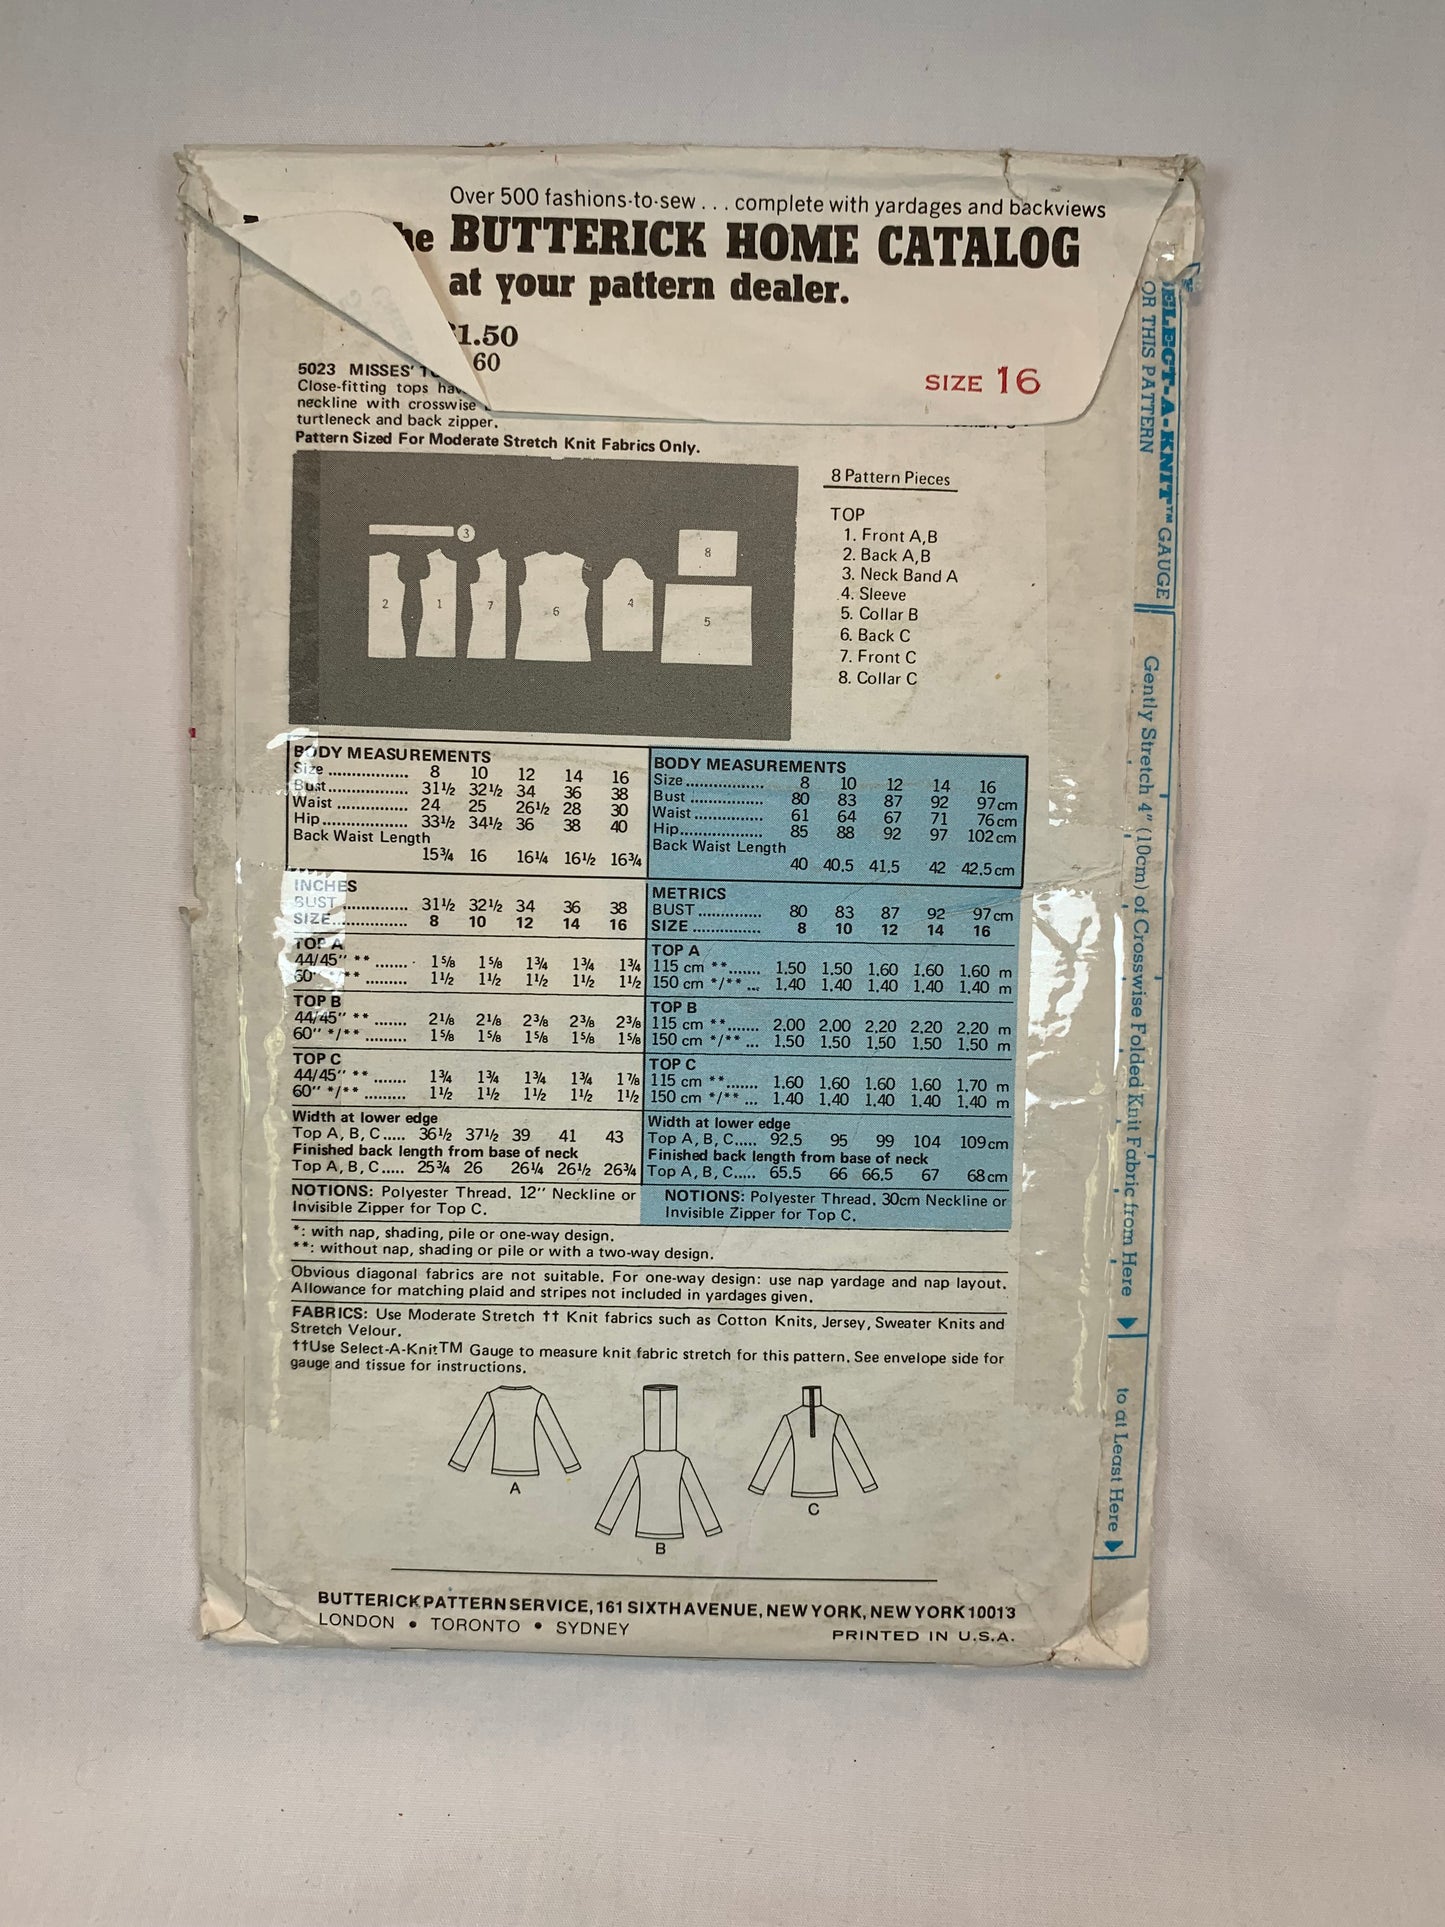 Over 500 fashions-to-sew . . . complete with yardages and backviews
he BUTTERICK HOME CATALOG
at your pattern dealer.
1.50
60
SIZE 16
5023 MISSES'
Close-fitting tops
neckline with crosswise
turtleneck and back zipper.
Pattern Sized For Moderate Stretch Knit Fabrics Only.
3
2 1 7 6 4 8 5
8 Pattern Pieces
TOP
1. Front A,B
2. Back A,B
3. Neck Band A
4. Sleeve
5. Collar B
6. Back C
7. Front C
8. Collar C
BODY MEASUREMENTS
Size ................. 8 10 12 14 16
Bust ................. 31½ 32½ 34 36 38
Waist ............... 24 25 26½ 28 30
Hip .................. 33½ 34½ 36 38 40
Back Waist Length
15¾ 16 16¼ 16½ 16¾
INCHES
BUST .............. 31½ 32½ 34 36 38
SIZE ................ 8 10 12 14 16
TOP A
44/45" ** ....... 1⅝ 1⅝ 1¾ 1¾ 1¾
60" */** ......... 1½ 1½ 1½ 1½ 1½
TOP B
44/45" ** ....... 2⅛ 2⅛ 2⅜ 2⅜ 2⅜
60" */** ......... 1⅝ 1⅝ 1⅝ 1⅝ 1⅝
TOP C
44/45" ** ....... 1¾ 1¾ 1¾ 1¾ 1⅞
60" */** ......... 1½ 1½ 1½ 1½ 1½
Width at lower edge
Top A, B, C..... 36½ 37½ 39 41 43
Finished back length from base of neck
Top A, B, C..... 25¾ 26 26¼ 26½ 26¾
NOTIONS: Polyester Thread. 12" Neckline or
Invisible Zipper for Top C.
BODY MEASUREMENTS
Size ................. 8 10 12 14 16
Bust ................ 80 83 87 92 97cm
Waist ............... 61 64 67 71 76cm
Hip .................. 85 88 92 97 102cm
Back Waist Length
40 40.5 41.5 42 42.5cm
METRICS
BUST .............. 80 83 87 92 97cm
SIZE ............... 8 10 12 14 16
TOP A
115 cm **....... 1.50 1.50 1.60 1.60 1.60 m
150 cm */** ... 1.40 1.40 1.40 1.40 1.40 m
TOP B
115 cm **....... 2.00 2.00 2.20 2.20 2.20 m
150 cm */** ... 1.50 1.50 1.50 1.50 1.50 m
TOP C
115 cm **....... 1.60 1.60 1.60 1.60 1.70 m
150 cm */** ... 1.40 1.40 1.40 1.40 1.40 m
Width at lower edge
Top A, B, C..... 92.5 95 99 104 109cm
Finished back length from base of neck
Top A, B, C..... 65.5 66 66.5 67 68cm
NOTIONS: Polyester Thread. 30cm Neckline or
Invisible Zipper for Top C.
*: with nap, shading, pile or one-way design.
**: without nap, shading or pile or with a two-way design.
Obvious diagonal fabrics are not suitable. For one-way design: use nap yardage and nap layout.
Allowance for matching plaid and stripes not included in yardages given.
FABRICS: Use Moderate Stretch †† Knit fabrics such as Cotton Knits, Jersey, Sweater Knits and
Stretch Velour.
††Use Select-A-Knit™ Gauge to measure knit fabric stretch for this pattern. See envelope side for
gauge and tissue for instructions.
A
B
C
BUTTERICK PATTERN SERVICE, 161 SIXTH AVENUE, NEW YORK, NEW YORK 10013
LONDON • TORONTO • SYDNEY
PRINTED IN U.S.A.
ELECT-A-KNIT™ GAUGE
OR THIS PATTERN
Gently Stretch 4" (10cm) of Crosswise Folded Knit Fabric from Here
to at Least Here